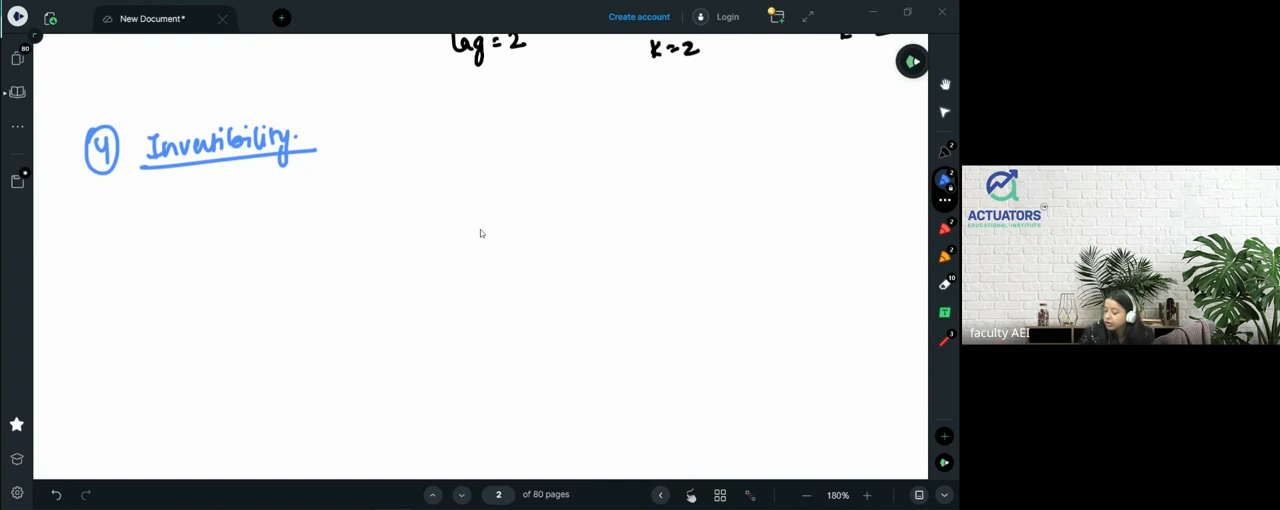 Create account
Login
New Document*
80
lag = 2
k = 2
④ Invertibility.
ACTUATORS
EDUCATIONAL INSTITUTE
faculty AEI
2 of 80 pages
180%